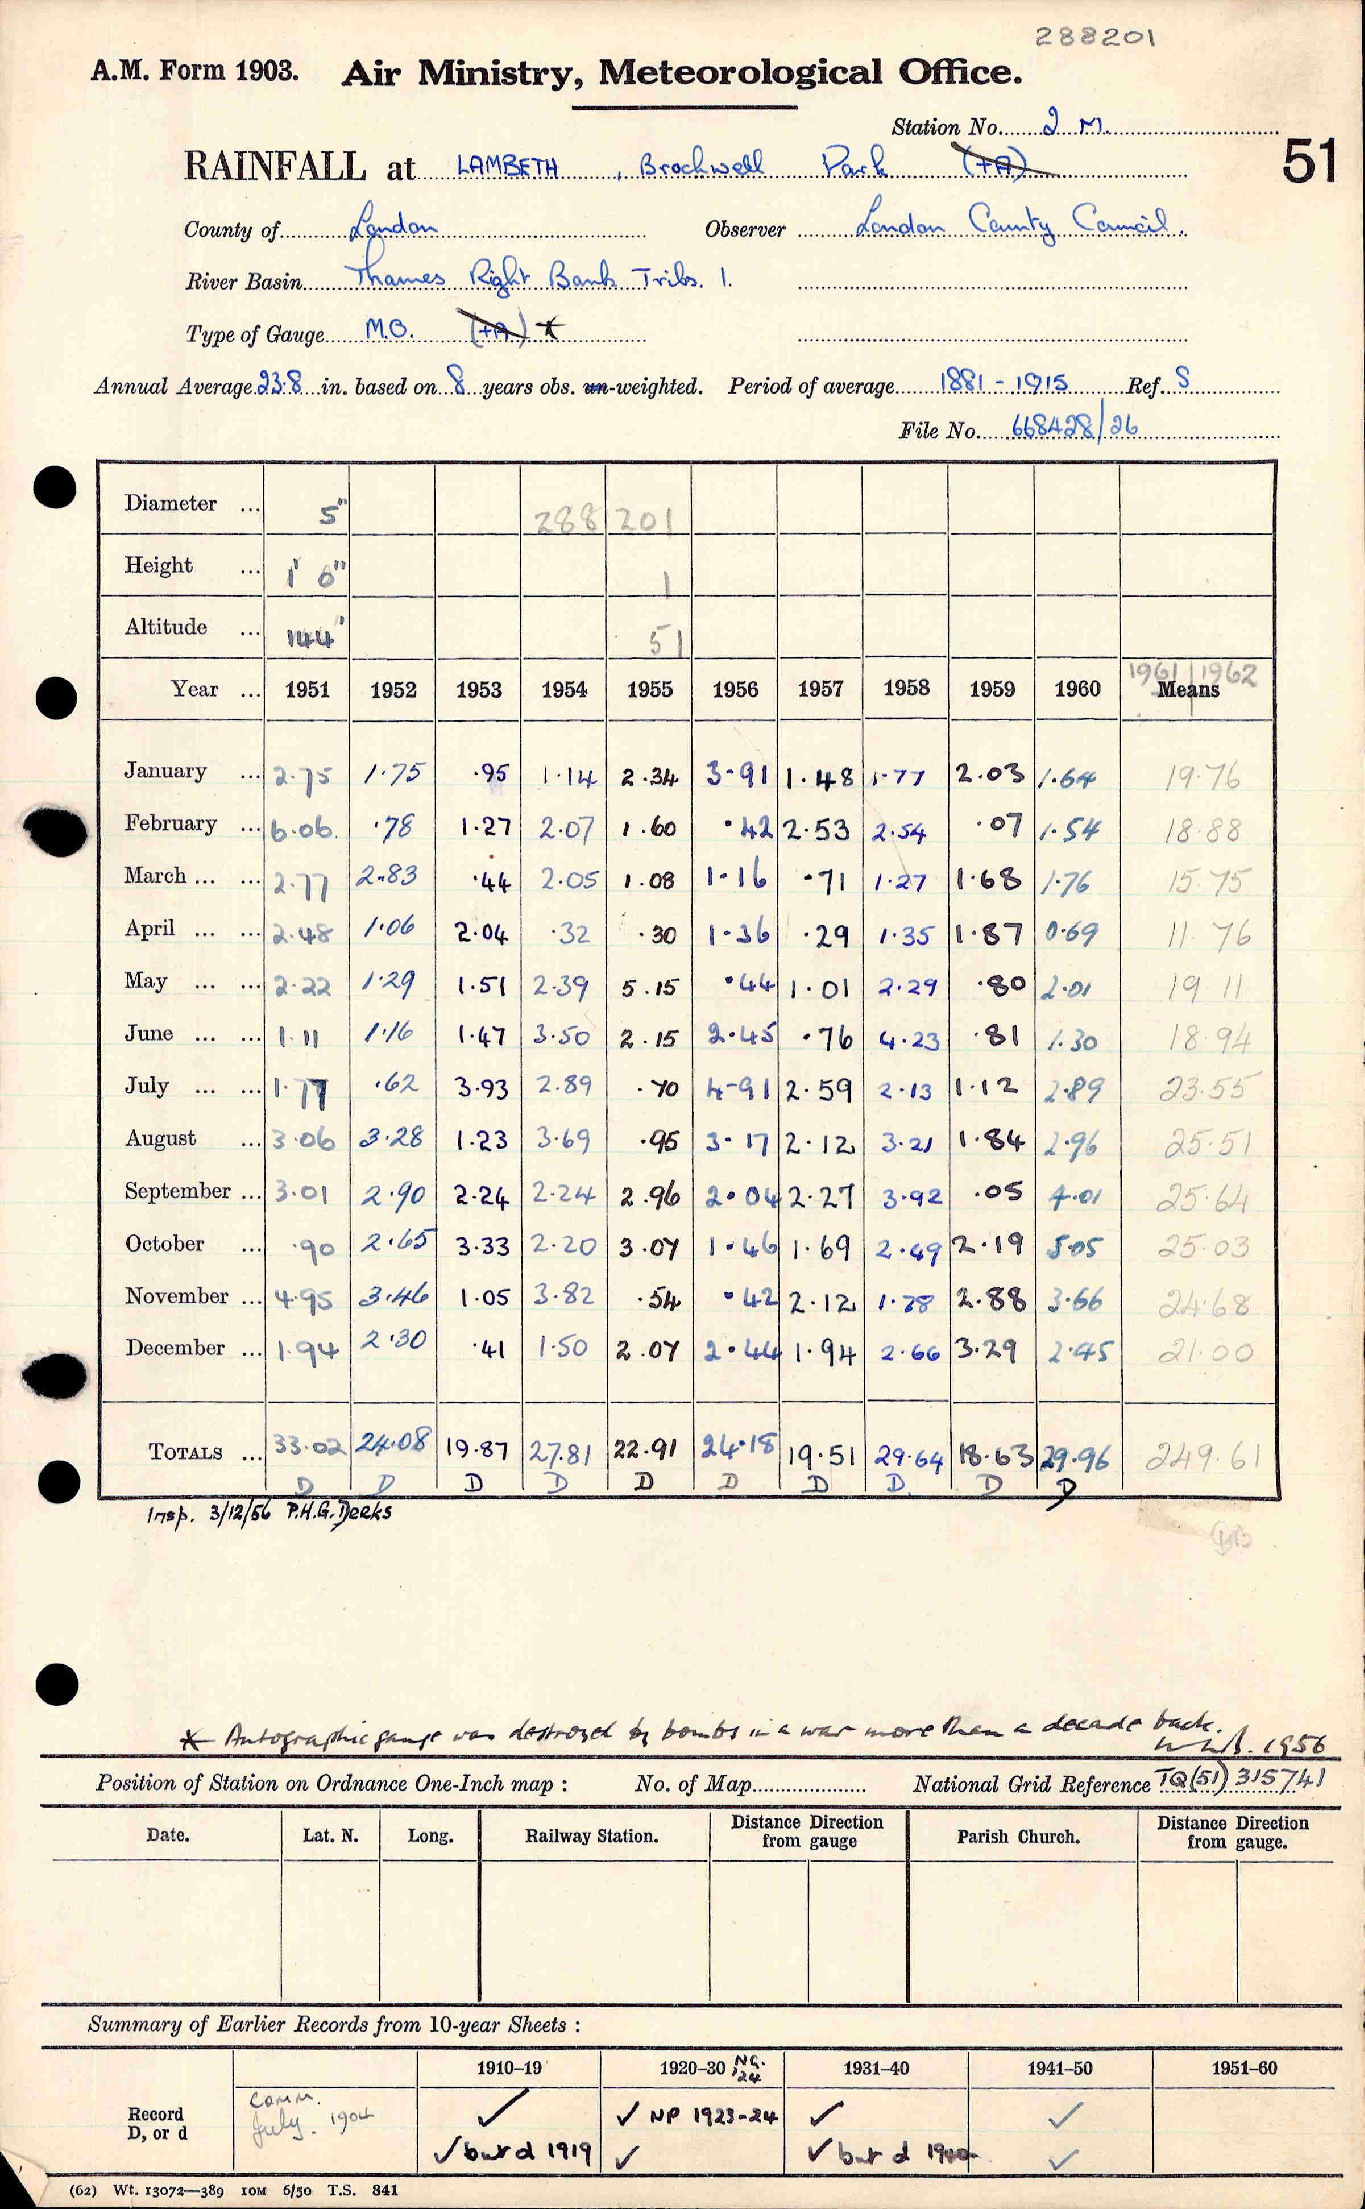 288201
A.M. Form 1903. Air Ministry, Meteorological Office.
Station No. 2 M.
51
RAINFALL at LAMBETH, Brockwell Park (+A)
County of London Observer London County Council.
River Basin Thames Right Bank Tribs. 1.
Type of Gauge M.O. (+A) *
Annual Average 23.8 in. based on 8 years obs. un-weighted. Period of average 1881-1915 Ref. S
File No. 668428/26
Diameter ... 5" 288 201
Height ... 1' 0" 1
Altitude ... 144' 51
1961 1962
Year ... 1951 1952 1953 1954 1955 1956 1957 1958 1959 1960 Means
January ... 2.75 1.75 .95 1.14 2.34 3.91 1.48 1.77 2.03 1.64 19.76
February ... 6.06 .78 1.27 2.07 1.60 .42 2.53 2.54 .07 1.54 18.88
March ... ... 2.77 2.83 .44 2.05 1.08 1.16 .71 1.27 1.68 1.76 15.75
April ... ... 2.48 1.06 2.04 .32 .30 1.36 .29 1.35 1.87 0.69 11 76
May ... ... 2.22 1.29 1.51 2.39 5.15 .44 1.01 2.29 .80 2.01 19 11
June ... ... 1.11 1.16 1.47 3.50 2.15 2.45 .76 4.23 .81 1.30 18.94
July ... ... 1.77 .62 3.93 2.89 .70 4.91 2.59 2.13 1.12 2.89 23.55
August ... 3.06 3.28 1.23 3.69 .95 3.17 2.12 3.21 1.84 2.96 25.51
September ... 3.01 2.90 2.24 2.24 2.96 2.04 2.27 3.92 .05 4.01 25.64
October ... .90 2.65 3.33 2.20 3.07 1.46 1.69 2.49 2.19 5.05 25.03
November ... 4.95 3.46 1.05 3.82 .54 .42 2.12 1.78 2.88 3.66 24.68
December ... 1.94 2.30 .41 1.50 2.07 2.44 1.94 2.66 3.29 2.45 21.00
TOTALS ... 33.02 24.08 19.87 27.81 22.91 24.18 19.51 29.64 18.63 29.96 249.61
D D D D D D D D D D
Insp. 3/12/56 P.H.G. Derks
* Autographic gauge was destroyed by bombs in a war more than a decade back.
1956
Position of Station on Ordnance One-Inch map : No. of Map National Grid Reference TQ(51) 315741
Date. Lat. N. Long. Railway Station. Distance Direction from gauge Parish Church. Distance Direction from gauge.
Summary of Earlier Records from 10-year Sheets :
1910–19 1920–30 NG. 24 1931–40 1941–50 1951–60
Record D, or d Comm. July. 1904 ✓ ✓ NP 1923-24 ✓ ✓
✓ but d 1919 ✓ ✓ but d 1940 ✓
(62) Wt. 13072—389 10M 6/50 T.S. 841